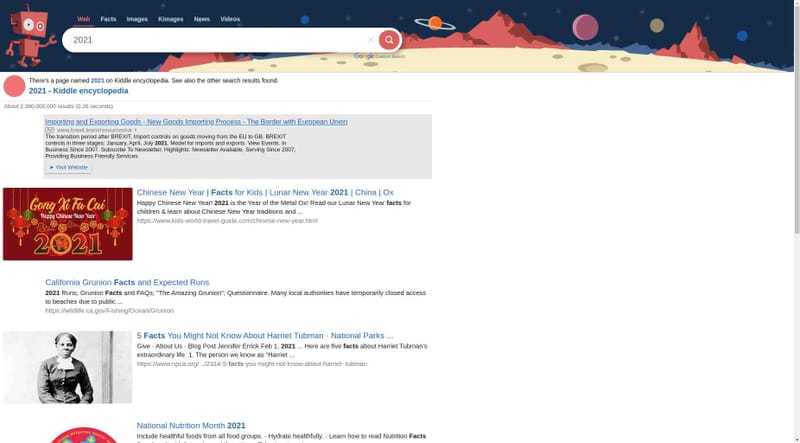 Web Facts Images Kimages News Videos
2021
Google Custom Search
There's a page named 2021 on Kiddle encyclopedia. See also the other search results found.
2021 - Kiddle encyclopedia
About 2,380,000,000 results (0.28 seconds)
Importing and Exporting Goods - New Goods Importing Process - The Border with European Union
Ad www.brexit.team/resources/uk
The transition period after BREXIT, Import controls on goods moving from the EU to GB. BREXIT
controls in three stages: January, April, July 2021. Model for imports and exports. View Events. In
Business Since 2007. Subscribe To Newsletter. Highlights: Newsletter Available, Serving Since 2007,
Providing Business Friendly Services.
➤ Visit Website
Gong Xi Fa Cai
Happy Chinese New Year
2021
Chinese New Year | Facts for Kids | Lunar New Year 2021 | China | Ox
Happy Chinese New Year! 2021 is the Year of the Metal Ox! Read our Lunar New Year facts for
children & learn about Chinese New Year traditions and ...
https://www.kids-world-travel-guide.com/chinese-new-year.html
California Grunion Facts and Expected Runs
2021 Runs; Grunion Facts and FAQs; "The Amazing Grunion"; Questionnaire. Many local authorities have temporarily closed access
to beaches due to public ...
https://wildlife.ca.gov/Fishing/Ocean/Grunion
5 Facts You Might Not Know About Harriet Tubman · National Parks ...
Give · About Us · Blog Post Jennifer Errick Feb 1, 2021 ... Here are five facts about Harriet Tubman's
extraordinary life. 1. The person we know as "Harriet ...
https://www.npca.org/.../2314-5-facts-you-might-not-know-about-harriet- tubman
National Nutrition Month 2021
Include healthful foods from all food groups. · Hydrate healthfully. · Learn how to read Nutrition Facts